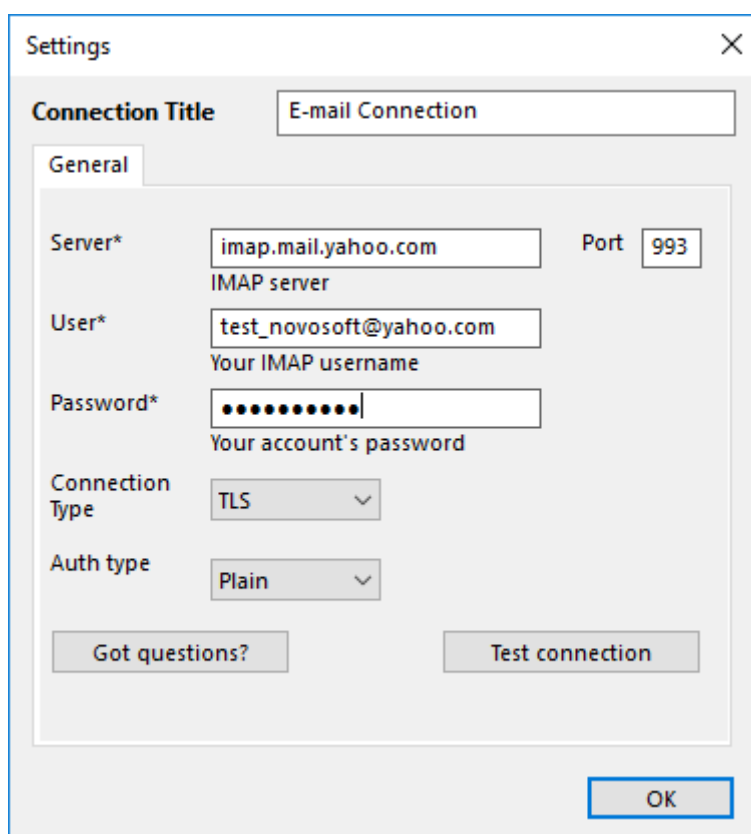 Settings
Connection Title E-mail Connection
General
Server* imap.mail.yahoo.com Port 993
IMAP server
User* test_novosoft@yahoo.com
Your IMAP username
Password* ●●●●●●●●●●
Your account's password
Connection
Type TLS
Auth type Plain
Got questions? Test connection
OK